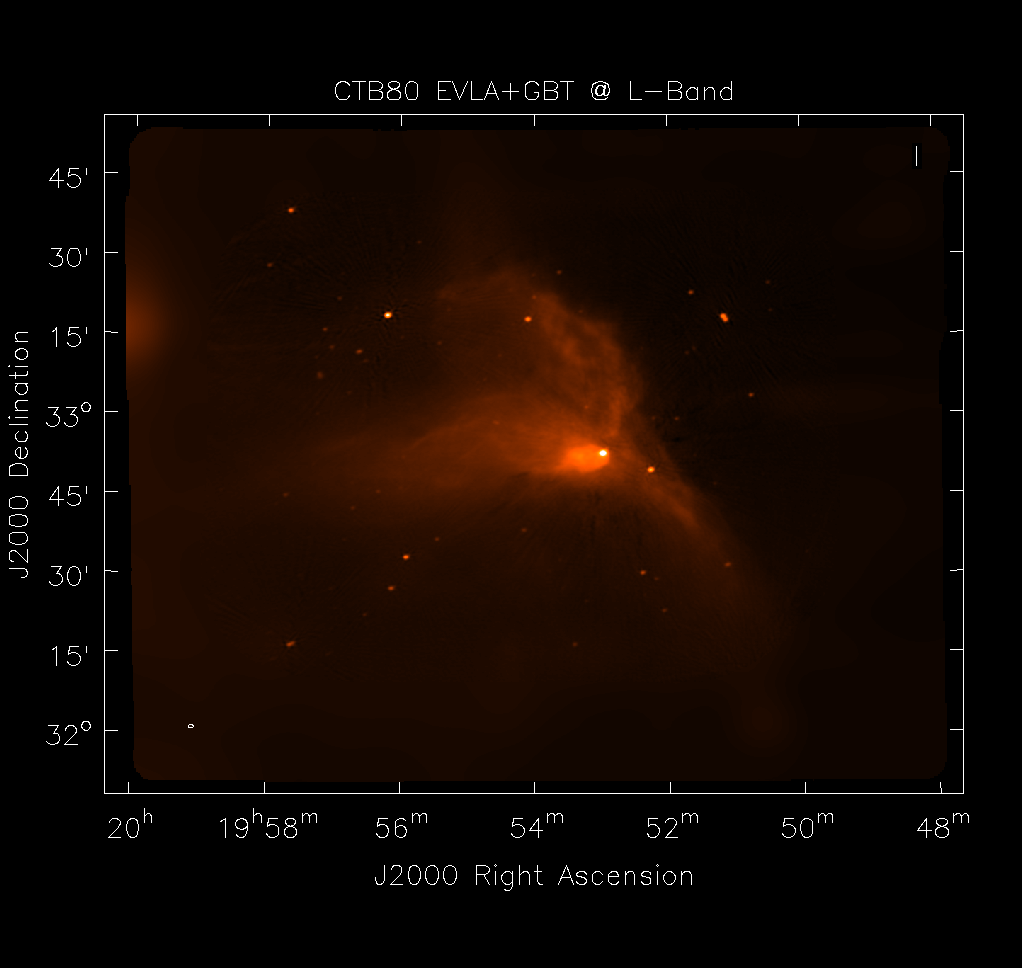 CTB80 EVLA+GBT @ L-Band
45'
30'
15'
33°
45'
30'
15'
32°
J2000 Declination
20ʰ 19ʰ58ᵐ 56ᵐ 54ᵐ 52ᵐ 50ᵐ 48ᵐ
J2000 Right Ascension